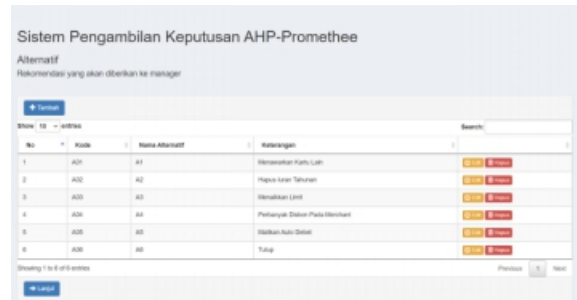 Sistem Pengambilan Keputusan AHP-Promethee
Alternatif
Rekomendasi yang akan diberikan ke manager
+ Tambah
Show 10 entries Search:
No Kode Nama Alternatif Keterangan
1 A01 A1 Menawarkan Kartu Lain Edit Hapus
2 A02 A2 Hapus Iuran Tahunan Edit Hapus
3 A03 A3 Menaikkan Limit Edit Hapus
4 A04 A4 Perbanyak Diskon Pada Merchant Edit Hapus
5 A05 A5 Matikan Auto Debet Edit Hapus
6 A06 A6 Tutup Edit Hapus
Showing 1 to 6 of 6 entries Previous 1 Next
Lanjut